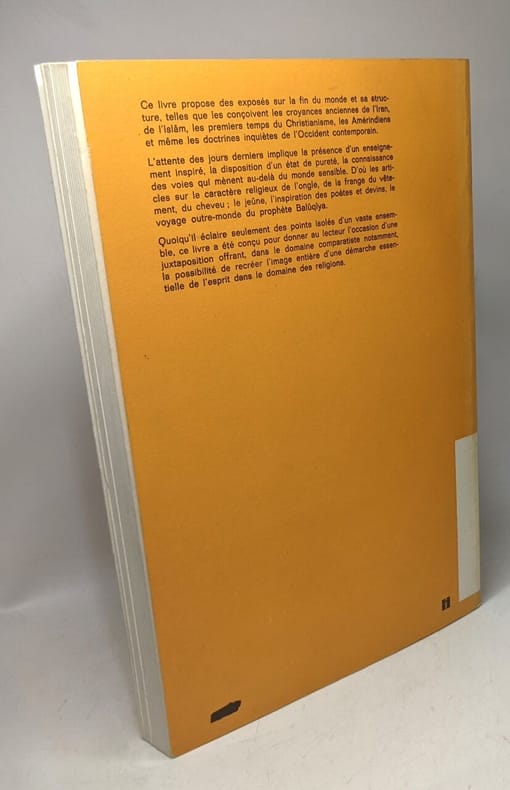 Ce livre propose des exposés sur la fin du monde et sa struc-
ture, telles que les conçoivent les croyances anciennes de l'Iran,
de l'Islâm, les premiers temps du Christianisme, les Amérindiens
et même les doctrines inquiètes de l'Occident contemporain.
L'attente des jours derniers implique la présence d'un enseigne-
ment inspiré, la disposition d'un état de pureté, la connaissance
des voies qui mènent au-delà du monde sensible. D'où les arti-
cles sur le caractère religieux de l'ongle, de la frange du vête-
ment, du cheveu ; le jeûne, l'inspiration des poètes et devins, le
voyage outre-monde du prophète Balûqiya.
Quoiqu'il éclaire seulement des points isolés d'un vaste ensem-
ble, ce livre a été conçu pour donner au lecteur l'occasion d'une
juxtaposition offrant, dans le domaine comparatiste notamment,
la possibilité de recréer l'image entière d'une démarche essen-
tielle de l'esprit dans le domaine des religions.